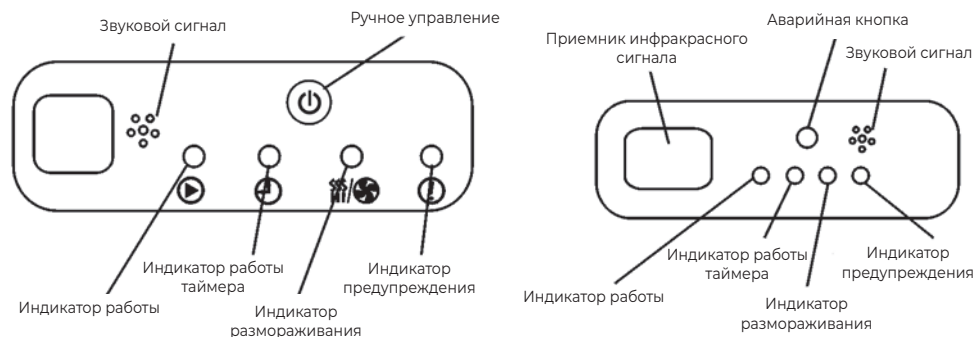 Звуковой сигнал
Ручное управление
Индикатор работы
Индикатор работы
таймера
Индикатор
размораживания
Индикатор
предупреждения
Приемник инфракрасного
сигнала
Аварийная кнопка
Звуковой сигнал
Индикатор работы
Индикатор работы
таймера
Индикатор
размораживания
Индикатор
предупреждения